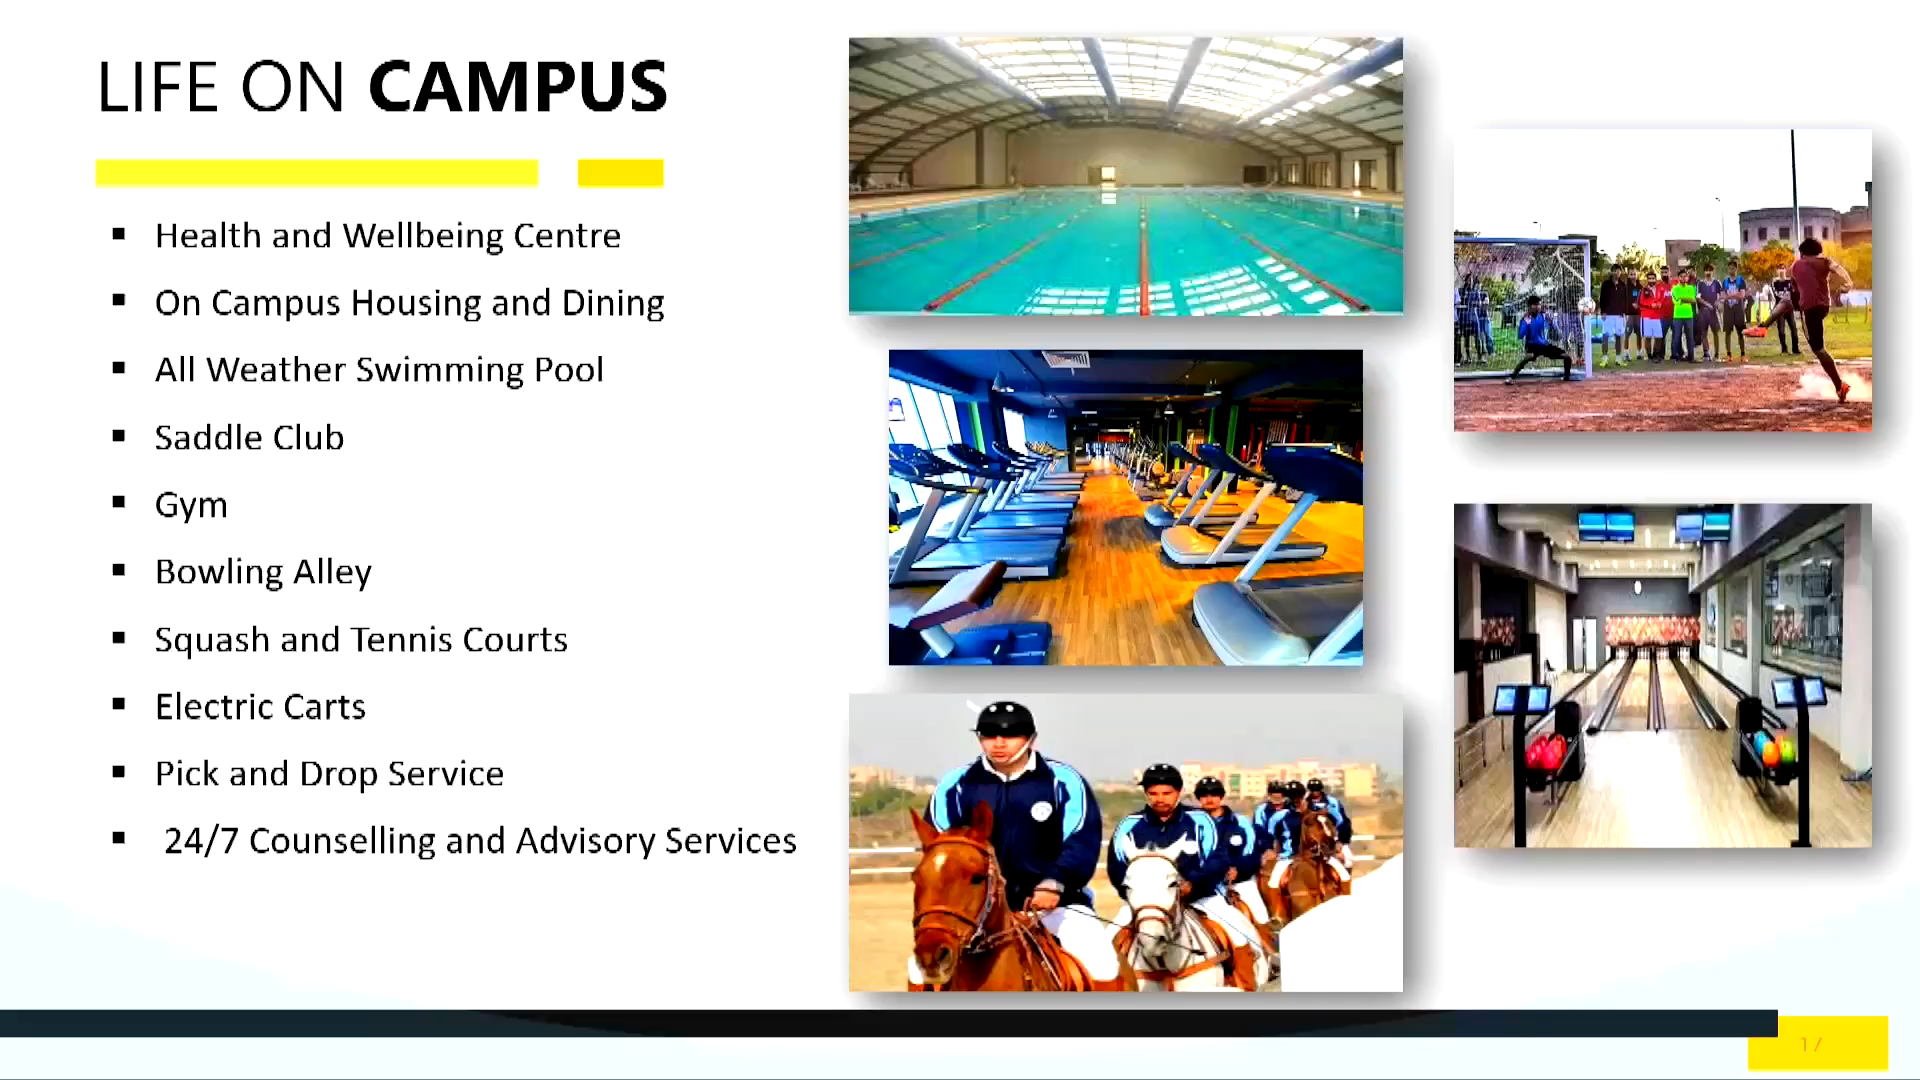 LIFE ON CAMPUS
▪ Health and Wellbeing Centre
▪ On Campus Housing and Dining
▪ All Weather Swimming Pool
▪ Saddle Club
▪ Gym
▪ Bowling Alley
▪ Squash and Tennis Courts
▪ Electric Carts
▪ Pick and Drop Service
▪ 24/7 Counselling and Advisory Services